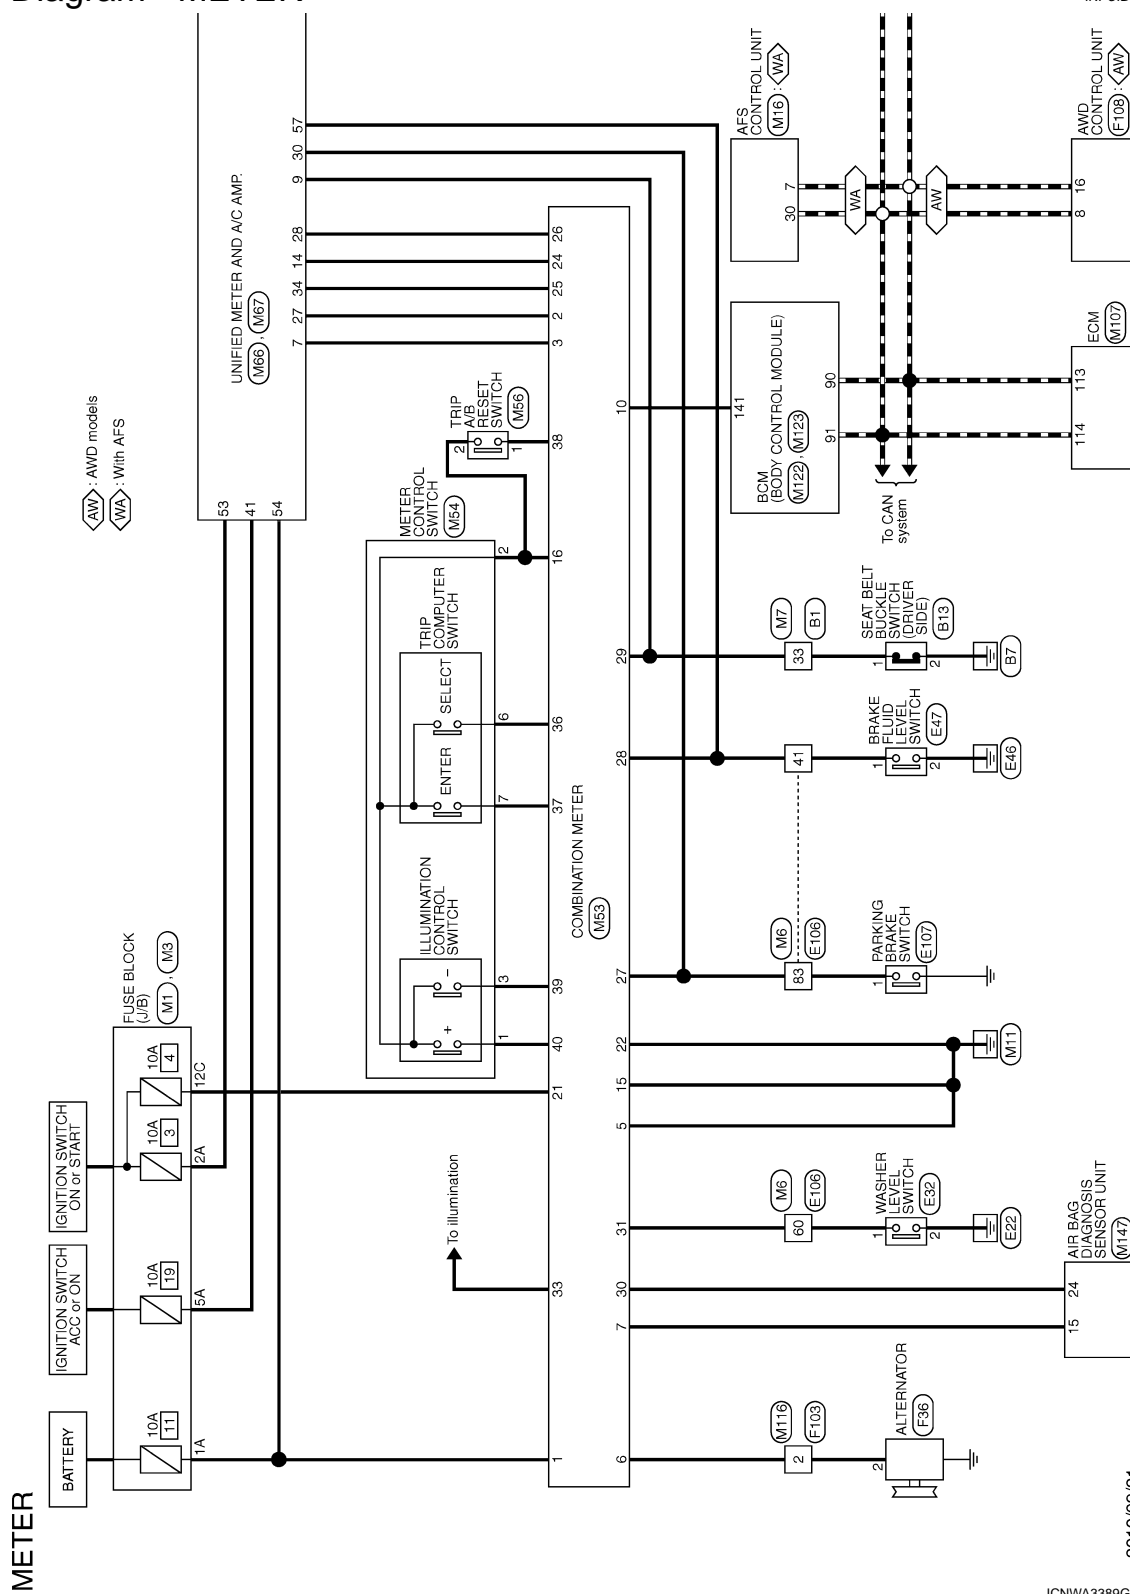 METER
BATTERY
IGNITION SWITCH
ACC or ON
IGNITION SWITCH
ON or START
FUSE BLOCK
(J/B)
M1 , M3
10A
11
10A
19
10A
3
10A
4
1A
5A
2A
12C
AW : AWD models
WA : With AFS
53
41
54
UNIFIED METER AND A/C AMP.
M66 , M67
7
27
34
14
28
9
30
57
To illumination
ILLUMINATION
CONTROL
SWITCH
+
−
1
3
TRIP
COMPUTER
SWITCH
ENTER
SELECT
7
6
2
METER
CONTROL
SWITCH
M54
TRIP
A/B
RESET
SWITCH
M56
2
1
1
33
21
40
39
37
36
16
38
3
2
25
24
26
COMBINATION METER
M53
6
7
30
31
5
15
22
27
28
29
10
M116
2
F103
2
ALTERNATOR
F36
15
24
AIR BAG
DIAGNOSIS
SENSOR UNIT
M147
M6
60
E106
1
2
WASHER
LEVEL
SWITCH
E32
E22
M11
M6
83
E106
1
PARKING
BRAKE
SWITCH
E107
41
1
2
BRAKE
FLUID
LEVEL
SWITCH
E47
E46
M7
33
B1
1
2
SEAT BELT
BUCKLE
SWITCH
(DRIVER
SIDE)
B13
B7
141
BCM
(BODY CONTROL MODULE)
M122 , M123
91
90
To CAN
system
114
113
ECM
M107
AFS
CONTROL UNIT
M16 : WA
30
7
WA
AW
8
16
AWD
CONTROL UNIT
F108 : AW